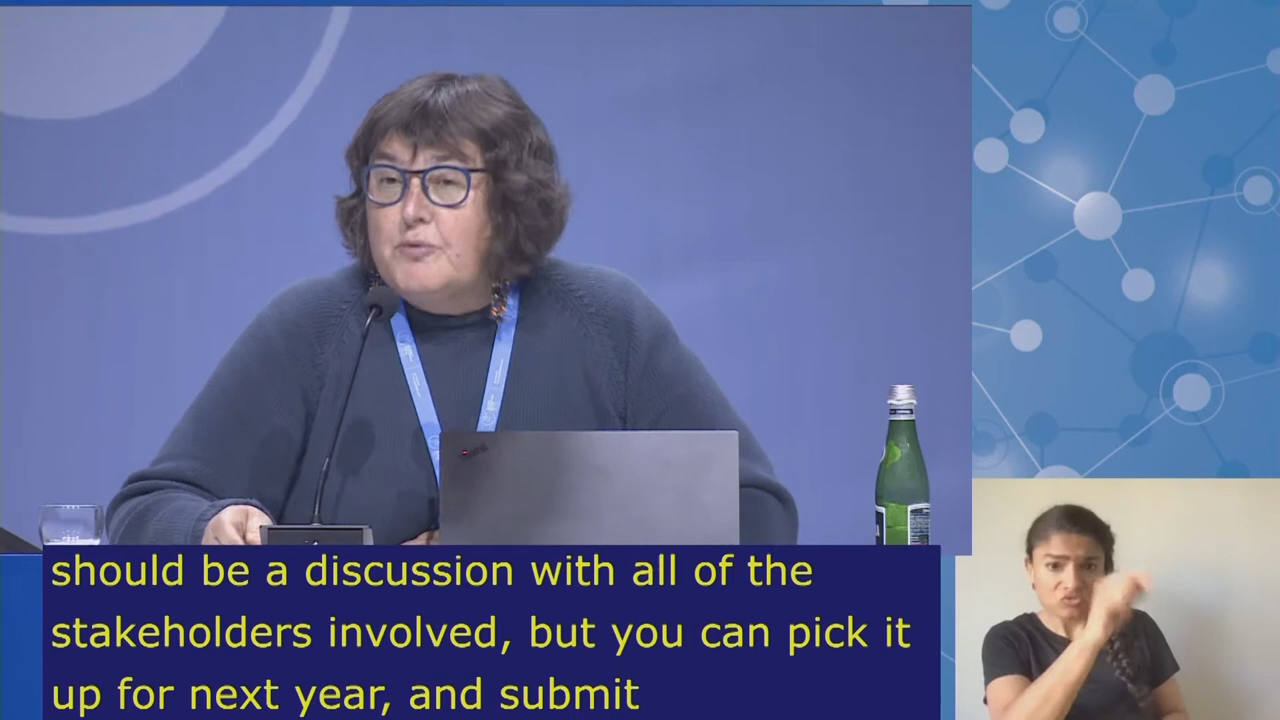 should be a discussion with all of the
stakeholders involved, but you can pick it
up for next year, and submit